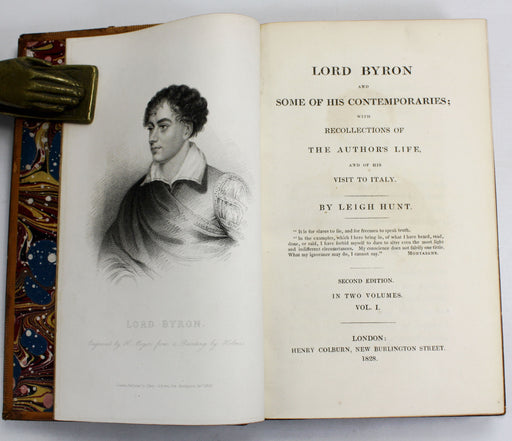 LORD BYRON.
Engraved by H. Meyer from a Painting by Holmes
LORD BYRON
AND
SOME OF HIS CONTEMPORARIES;
WITH
RECOLLECTIONS OF
THE AUTHOR'S LIFE,
AND OF HIS
VISIT TO ITALY.
BY LEIGH HUNT.
"It is for slaves to lie, and for freemen to speak truth.
"In the examples, which I here bring in, of what I have heard, read,
done, or said, I have forbid myself to dare to alter even the most light
and indifferent circumstances. My conscience does not falsify one tittle.
What my ignorance may do, I cannot say." MONTAIGNE.
SECOND EDITION.
IN TWO VOLUMES.
VOL. I.
LONDON:
HENRY COLBURN, NEW BURLINGTON STREET.
1828.